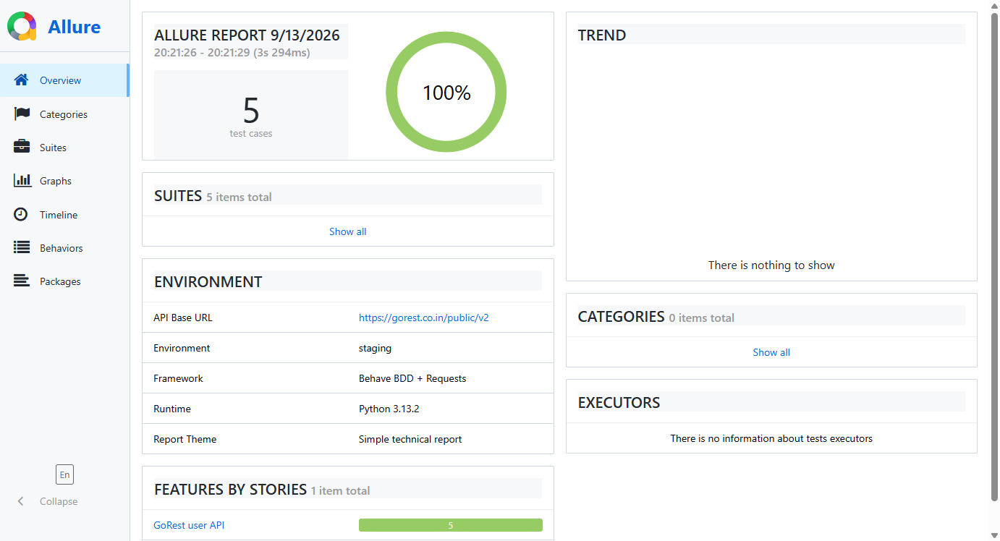 Allure
Overview
Categories
Suites
Graphs
Timeline
Behaviors
Packages
En
Collapse
ALLURE REPORT 9/13/2026
20:21:26 - 20:21:29 (3s 294ms)
5
test cases
100%
SUITES 5 items total
Show all
ENVIRONMENT
API Base URL https://gorest.co.in/public/v2
Environment staging
Framework Behave BDD + Requests
Runtime Python 3.13.2
Report Theme Simple technical report
FEATURES BY STORIES 1 item total
GoRest user API 5
TREND
There is nothing to show
CATEGORIES 0 items total
Show all
EXECUTORS
There is no information about tests executors